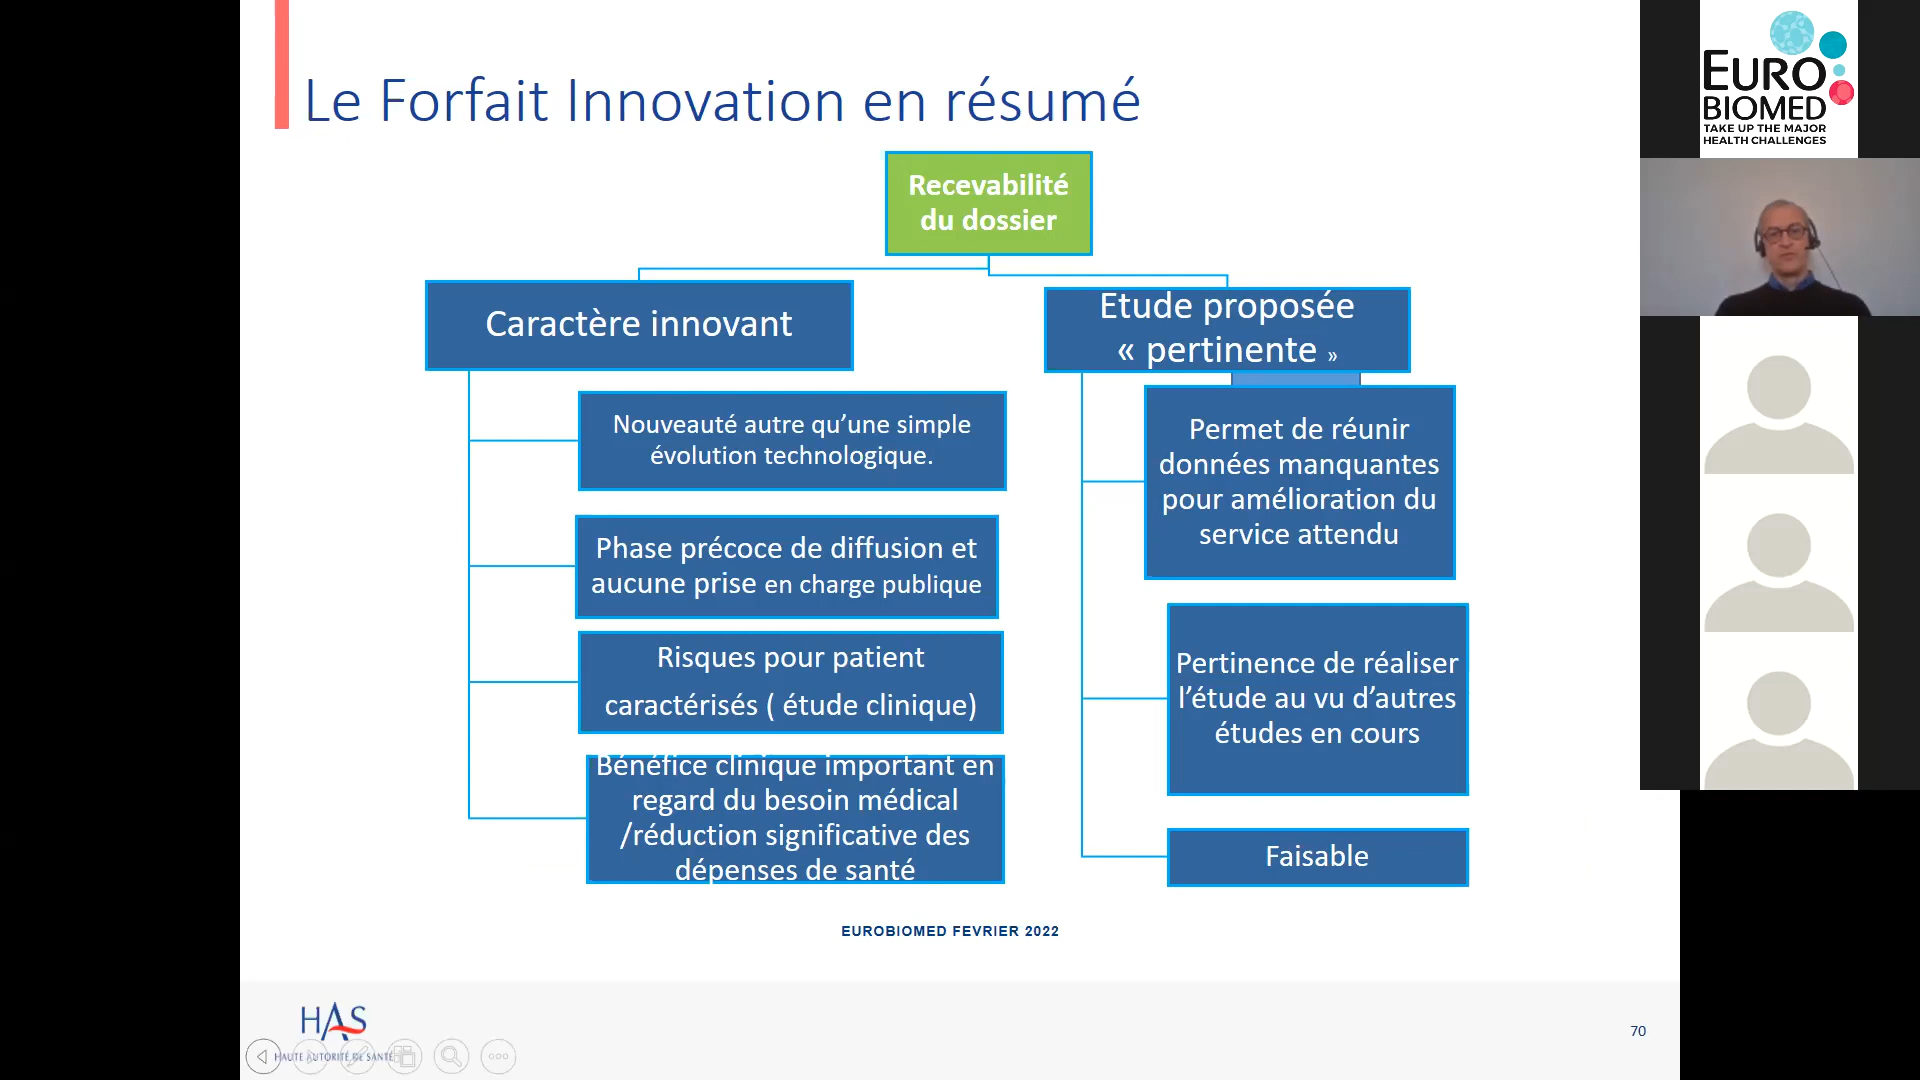 Le Forfait Innovation en résumé
Recevabilité
du dossier
Caractère innovant
Nouveauté autre qu’une simple
évolution technologique.
Phase précoce de diffusion et
aucune prise en charge publique
Risques pour patient
caractérisés ( étude clinique)
Bénéfice clinique important en
regard du besoin médical
/réduction significative des
dépenses de santé
Etude proposée
« pertinente »
Permet de réunir
données manquantes
pour amélioration du
service attendu
Pertinence de réaliser
l’étude au vu d’autres
études en cours
Faisable
EUROBIOMED FEVRIER 2022
HAS
HAUTE AUTORITÉ DE SANTÉ
70
EURO
BIOMED
TAKE UP THE MAJOR
HEALTH CHALLENGES